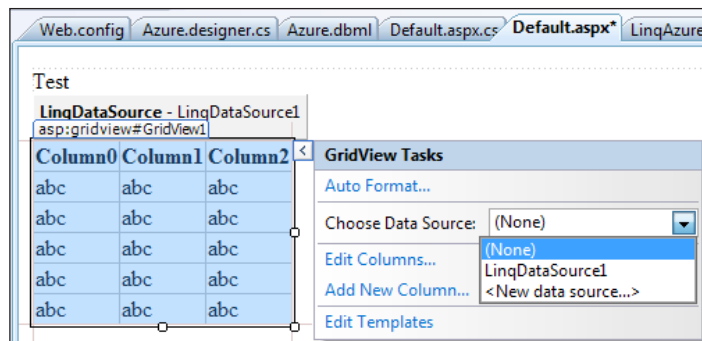 Web.config Azure.designer.cs Azure.dbml Default.aspx.cs Default.aspx* LinqAzure
Test
LinqDataSource - LinqDataSource1
asp:gridview#GridView1
Column0 Column1 Column2
abc abc abc
abc abc abc
abc abc abc
abc abc abc
abc abc abc
GridView Tasks
Auto Format...
Choose Data Source: (None)
(None)
LinqDataSource1
<New data source...>
Edit Columns...
Add New Column...
Edit Templates